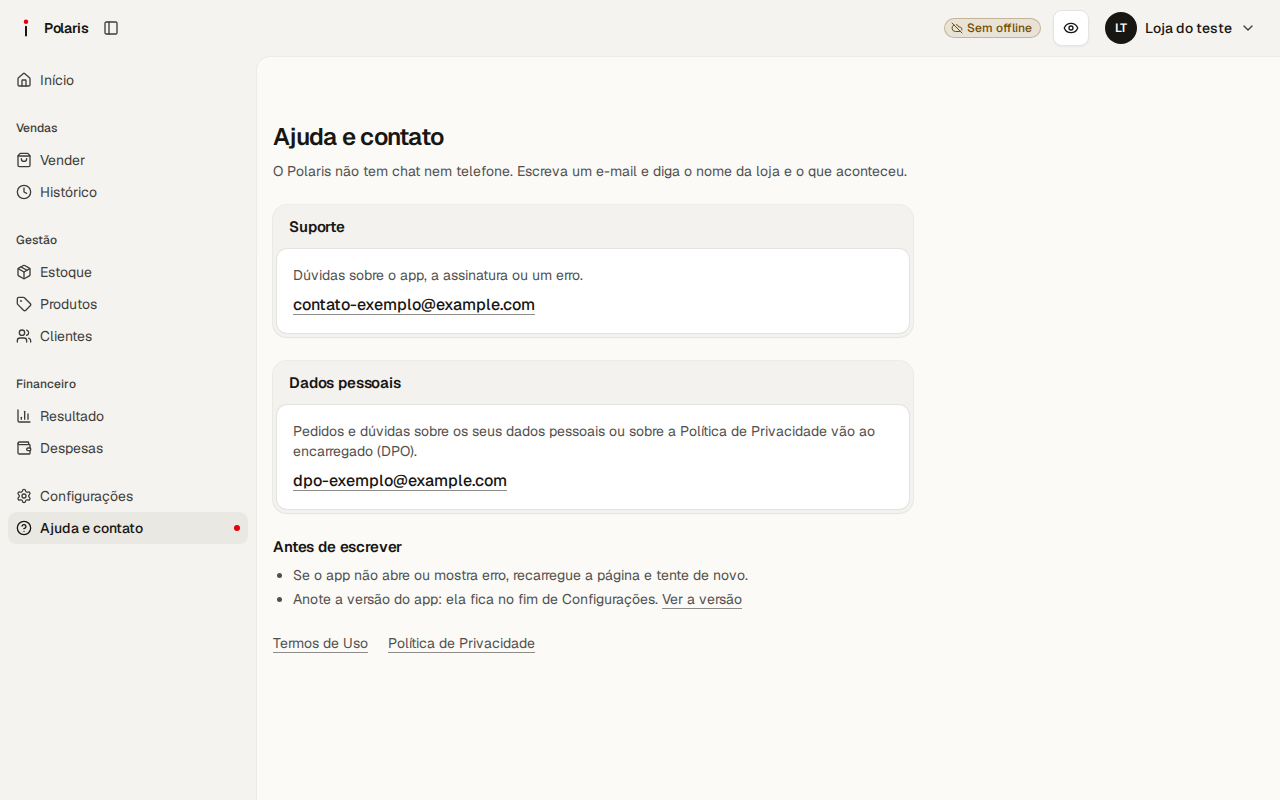 Polaris
Sem offline
LT
Loja do teste
Início
Vendas
Vender
Histórico
Gestão
Estoque
Produtos
Clientes
Financeiro
Resultado
Despesas
Configurações
Ajuda e contato
Ajuda e contato
O Polaris não tem chat nem telefone. Escreva um e-mail e diga o nome da loja e o que aconteceu.
Suporte
Dúvidas sobre o app, a assinatura ou um erro.
contato-exemplo@example.com
Dados pessoais
Pedidos e dúvidas sobre os seus dados pessoais ou sobre a Política de Privacidade vão ao
encarregado (DPO).
dpo-exemplo@example.com
Antes de escrever
Se o app não abre ou mostra erro, recarregue a página e tente de novo.
Anote a versão do app: ela fica no fim de Configurações. Ver a versão
Termos de Uso Política de Privacidade